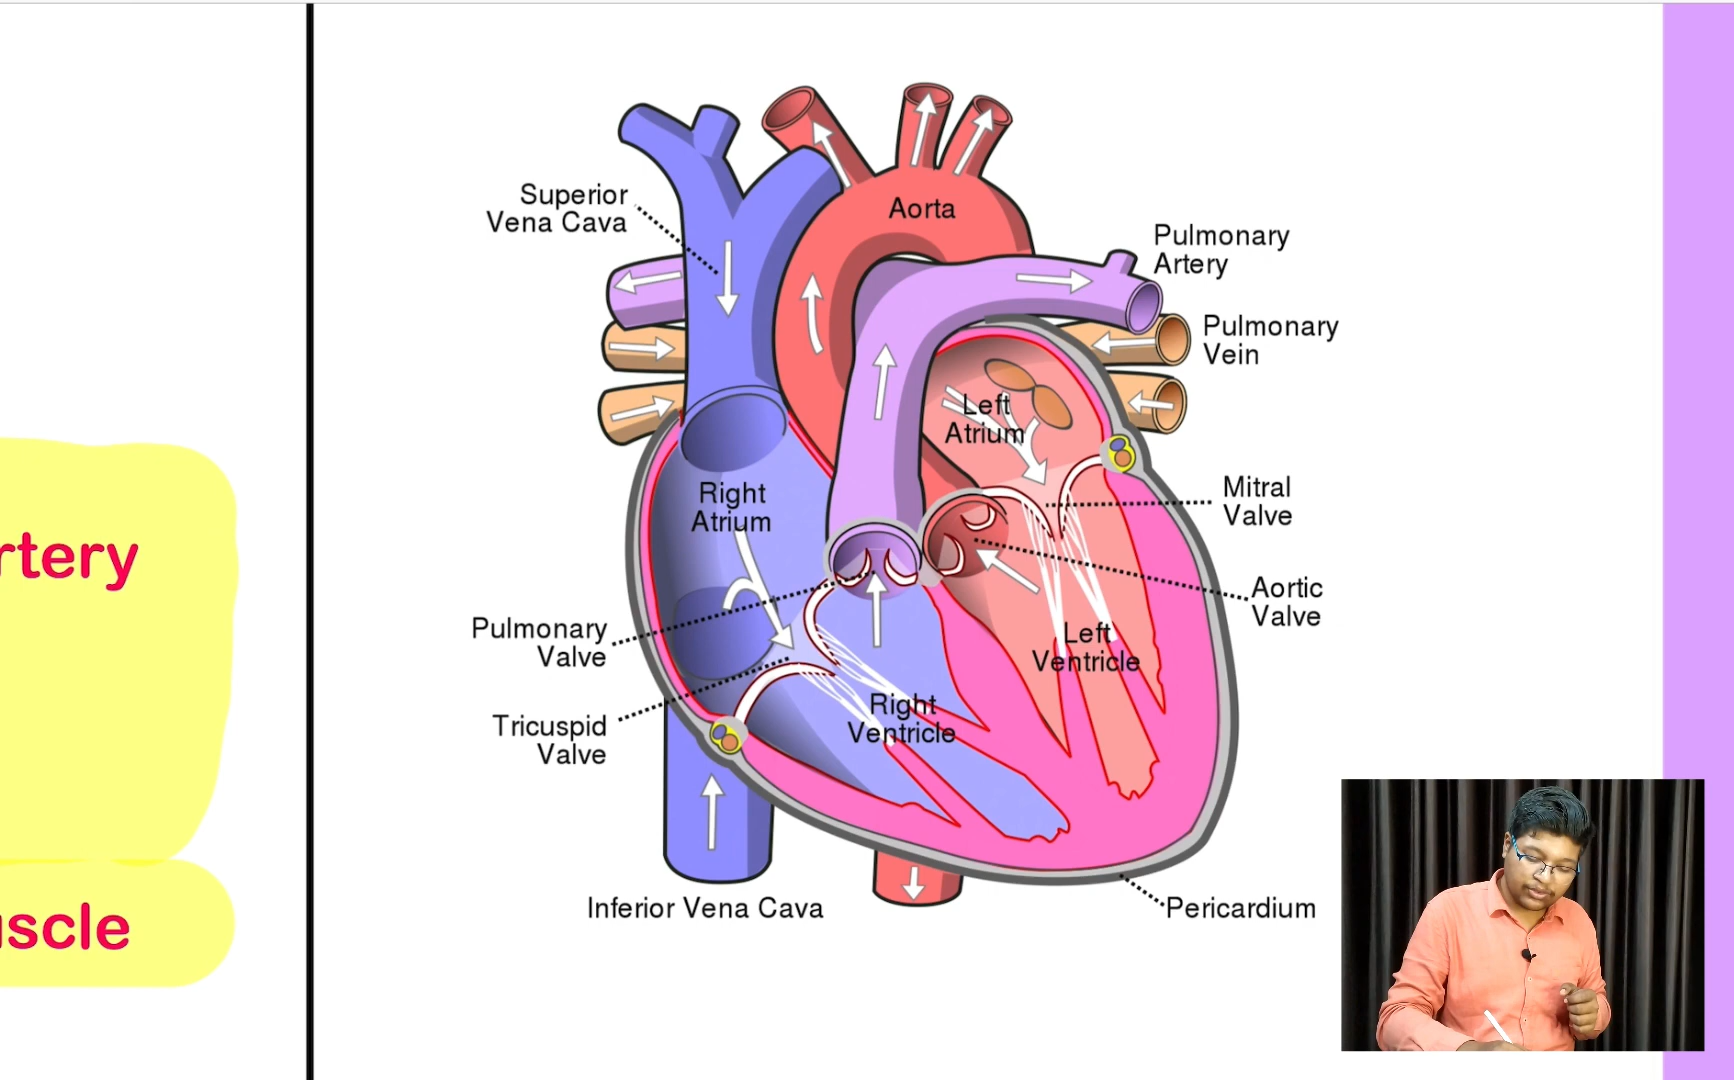 rtery
uscle
Superior
Vena Cava
Aorta
Pulmonary
Artery
Pulmonary
Vein
Left
Atrium
Right
Atrium
Mitral
Valve
Aortic
Valve
Pulmonary
Valve
Left
Ventricle
Tricuspid
Valve
Right
Ventricle
Inferior Vena Cava
Pericardium